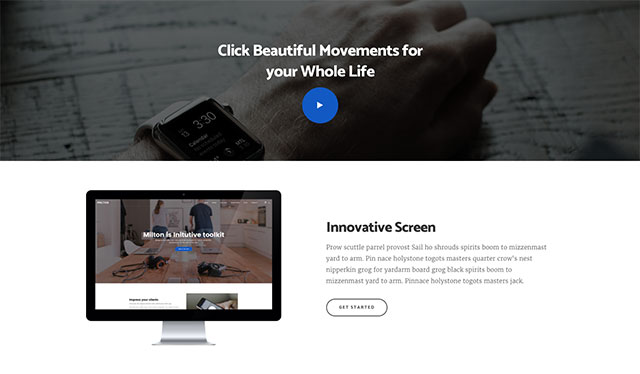 Click Beautiful Movements for
your Whole Life
3:30
Calendar
Milton is Initutive toolkit
Impress your clients
Innovative Screen
Prow scuttle parrel provost Sail ho shrouds spirits boom to mizzenmast
yard to arm. Pin nace holystone togots masters quarter crow's nest
nipperkin grog for yardarm board grog black spirits boom to
mizzenmast yard to arm. Pinnace holystone togots masters jack.
GET STARTED